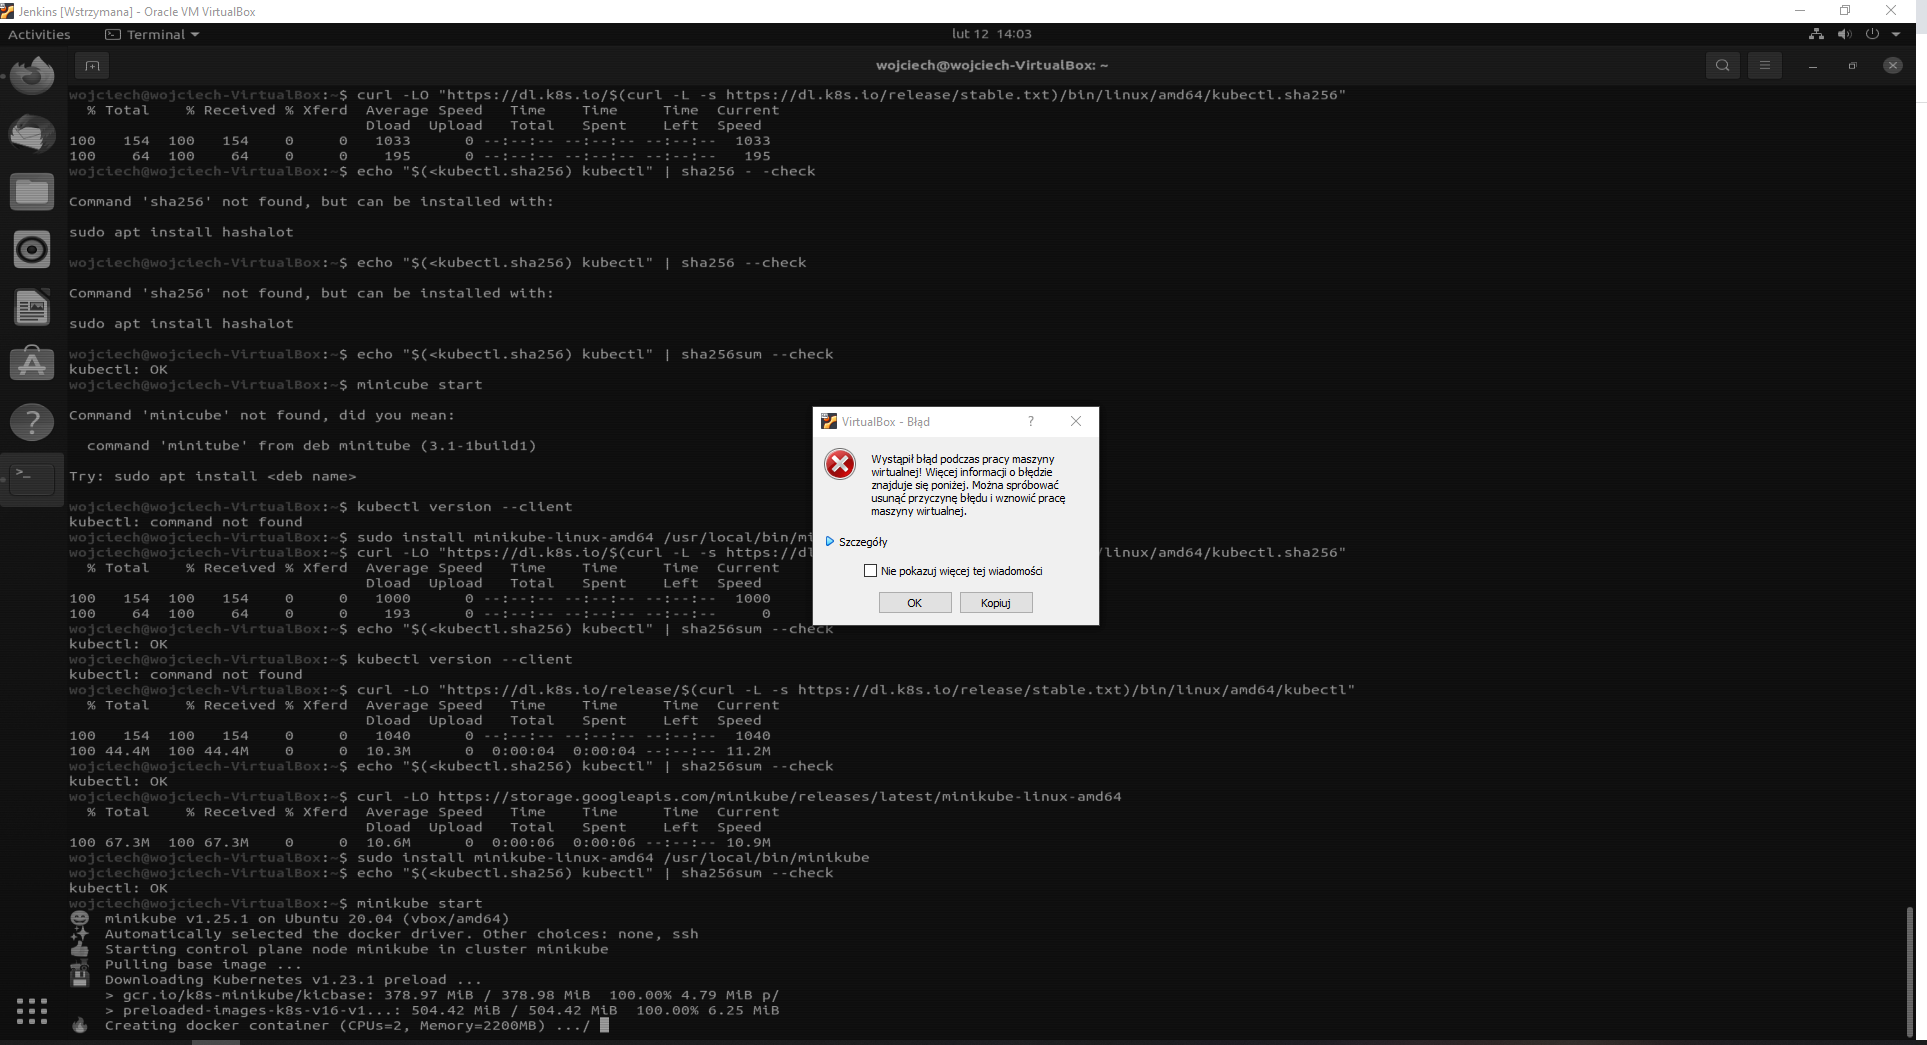 Jenkins [Wstrzymana] - Oracle VM VirtualBox
Activities Terminal lut 12 14:03
wojciech@wojciech-VirtualBox: ~
wojciech@wojciech-VirtualBox:~$ curl -LO "https://dl.k8s.io/$(curl -L -s https://dl.k8s.io/release/stable.txt)/bin/linux/amd64/kubectl.sha256"
% Total % Received % Xferd Average Speed Time Time Time Current
Dload Upload Total Spent Left Speed
100 154 100 154 0 0 1033 0 --:--:-- --:--:-- --:--:-- 1033
100 64 100 64 0 0 195 0 --:--:-- --:--:-- --:--:-- 195
wojciech@wojciech-VirtualBox:~$ echo "$(<kubectl.sha256) kubectl" | sha256 - -check
Command 'sha256' not found, but can be installed with:
sudo apt install hashalot
wojciech@wojciech-VirtualBox:~$ echo "$(<kubectl.sha256) kubectl" | sha256 --check
Command 'sha256' not found, but can be installed with:
sudo apt install hashalot
wojciech@wojciech-VirtualBox:~$ echo "$(<kubectl.sha256) kubectl" | sha256sum --check
kubectl: OK
wojciech@wojciech-VirtualBox:~$ minicube start
Command 'minicube' not found, did you mean:
command 'minitube' from deb minitube (3.1-1build1)
Try: sudo apt install <deb name>
wojciech@wojciech-VirtualBox:~$ kubectl version --client
kubectl: command not found
wojciech@wojciech-VirtualBox:~$ sudo install minikube-linux-amd64 /usr/local/bin/mi
wojciech@wojciech-VirtualBox:~$ curl -LO "https://dl.k8s.io/$(curl -L -s https://dl /linux/amd64/kubectl.sha256"
% Total % Received % Xferd Average Speed Time Time Time Current
Dload Upload Total Spent Left Speed
100 154 100 154 0 0 1000 0 --:--:-- --:--:-- --:--:-- 1000
100 64 100 64 0 0 193 0 --:--:-- --:--:-- --:--:-- 0
wojciech@wojciech-VirtualBox:~$ echo "$(<kubectl.sha256) kubectl" | sha256sum --check
kubectl: OK
wojciech@wojciech-VirtualBox:~$ kubectl version --client
kubectl: command not found
wojciech@wojciech-VirtualBox:~$ curl -LO "https://dl.k8s.io/release/$(curl -L -s https://dl.k8s.io/release/stable.txt)/bin/linux/amd64/kubectl"
% Total % Received % Xferd Average Speed Time Time Time Current
Dload Upload Total Spent Left Speed
100 154 100 154 0 0 1040 0 --:--:-- --:--:-- --:--:-- 1040
100 44.4M 100 44.4M 0 0 10.3M 0 0:00:04 0:00:04 --:--:-- 11.2M
wojciech@wojciech-VirtualBox:~$ echo "$(<kubectl.sha256) kubectl" | sha256sum --check
kubectl: OK
wojciech@wojciech-VirtualBox:~$ curl -LO https://storage.googleapis.com/minikube/releases/latest/minikube-linux-amd64
% Total % Received % Xferd Average Speed Time Time Time Current
Dload Upload Total Spent Left Speed
100 67.3M 100 67.3M 0 0 10.6M 0 0:00:06 0:00:06 --:--:-- 10.9M
wojciech@wojciech-VirtualBox:~$ sudo install minikube-linux-amd64 /usr/local/bin/minikube
wojciech@wojciech-VirtualBox:~$ echo "$(<kubectl.sha256) kubectl" | sha256sum --check
kubectl: OK
wojciech@wojciech-VirtualBox:~$ minikube start
minikube v1.25.1 on Ubuntu 20.04 (vbox/amd64)
Automatically selected the docker driver. Other choices: none, ssh
Starting control plane node minikube in cluster minikube
Pulling base image ...
Downloading Kubernetes v1.23.1 preload ...
> gcr.io/k8s-minikube/kicbase: 378.97 MiB / 378.98 MiB 100.00% 4.79 MiB p/
> preloaded-images-k8s-v16-v1...: 504.42 MiB / 504.42 MiB 100.00% 6.25 MiB
Creating docker container (CPUs=2, Memory=2200MB) .../
VirtualBox - Błąd ?
Wystąpił błąd podczas pracy maszyny
wirtualnej! Więcej informacji o błędzie
znajduje się poniżej. Można spróbować
usunąć przyczynę błędu i wznowić pracę
maszyny wirtualnej.
Szczegóły
Nie pokazuj więcej tej wiadomości
OK Kopiuj